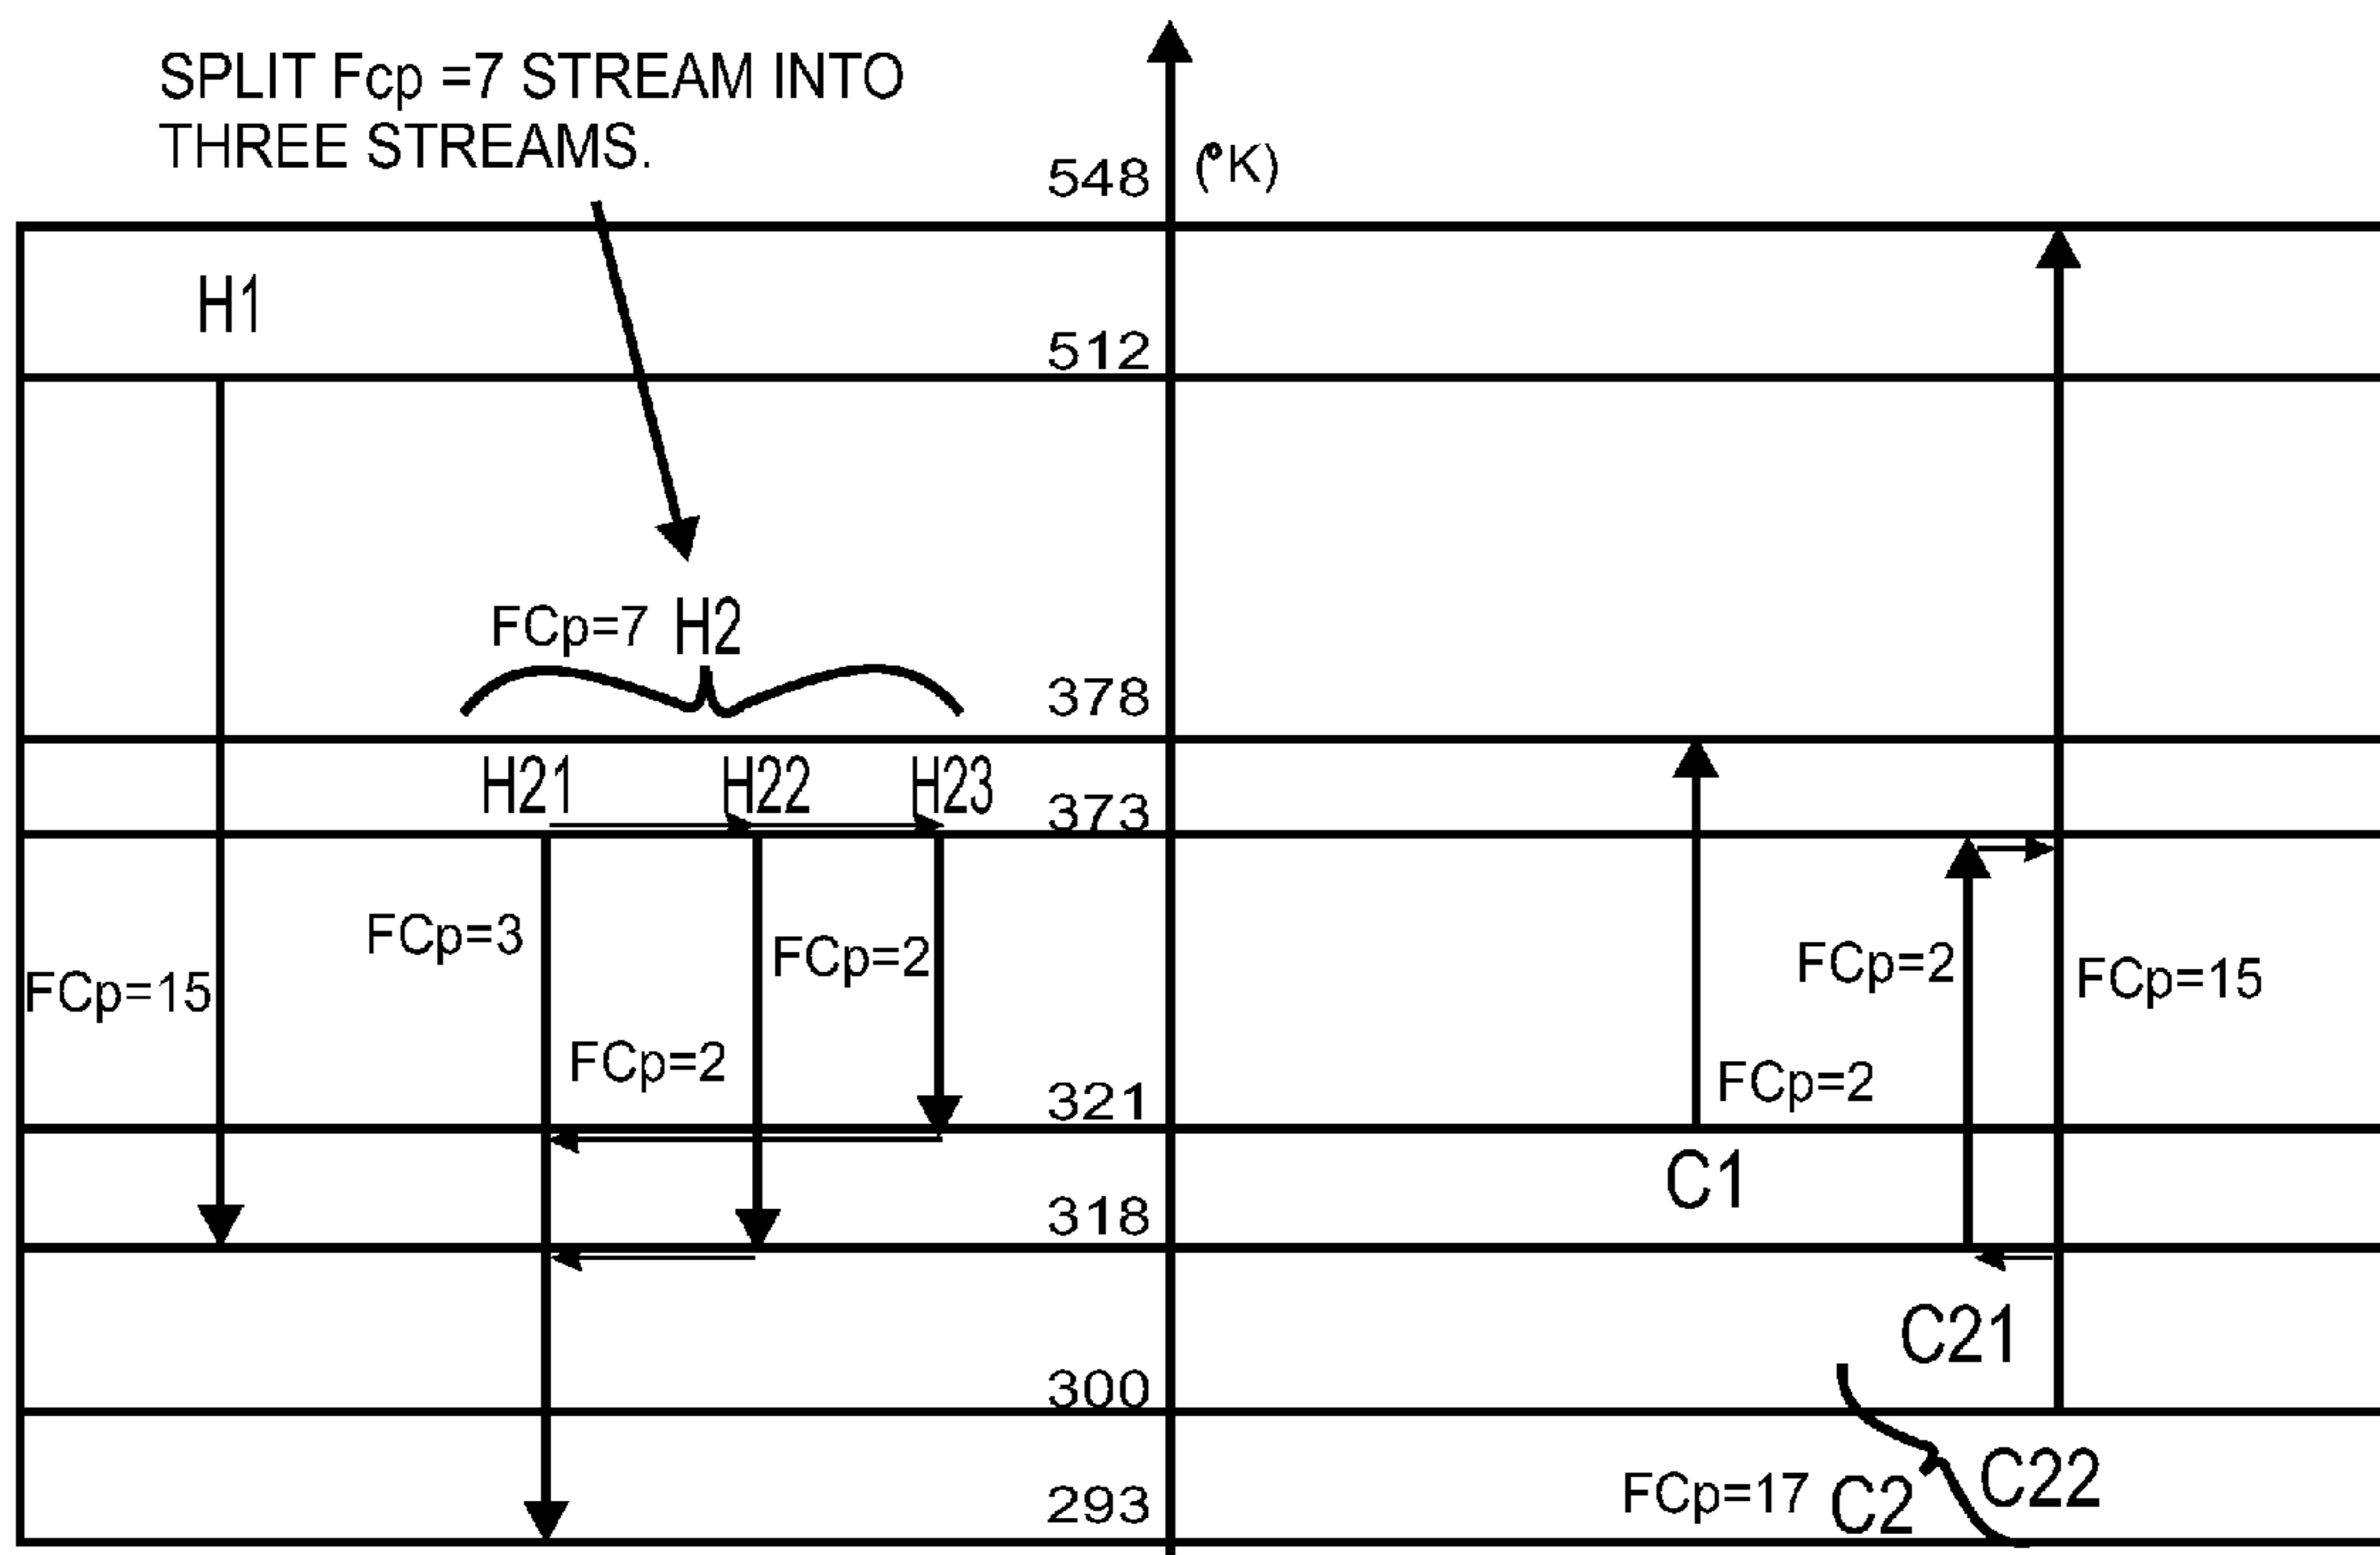 SPLIT Fcp =7 STREAM INTO
THREE STREAMS.
548 (°K)
H1
512
FCp=7 H2
378
H21 H22 H23
373
FCp=3
FCp=2
FCp=2
FCp=15
FCp=15
FCp=2
FCp=2
321
C1
318
C21
300
FCp=17 C2 C22
293